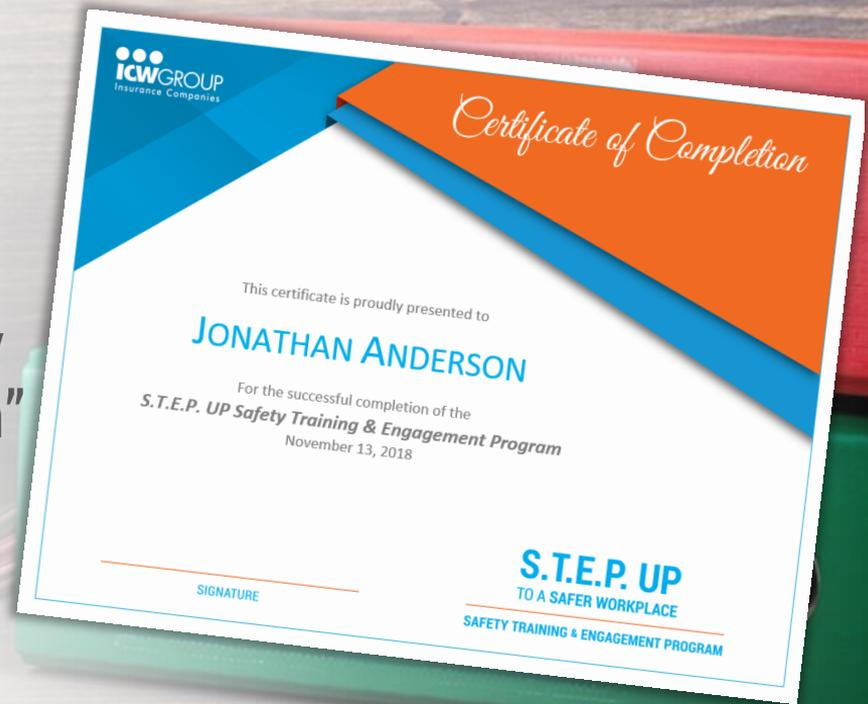 ICWGROUP
Insurance Companies
Certificate of Completion
This certificate is proudly presented to
JONATHAN ANDERSON
For the successful completion of the
S.T.E.P. UP Safety Training & Engagement Program
November 13, 2018
SIGNATURE
S.T.E.P. UP
TO A SAFER WORKPLACE
SAFETY TRAINING & ENGAGEMENT PROGRAM